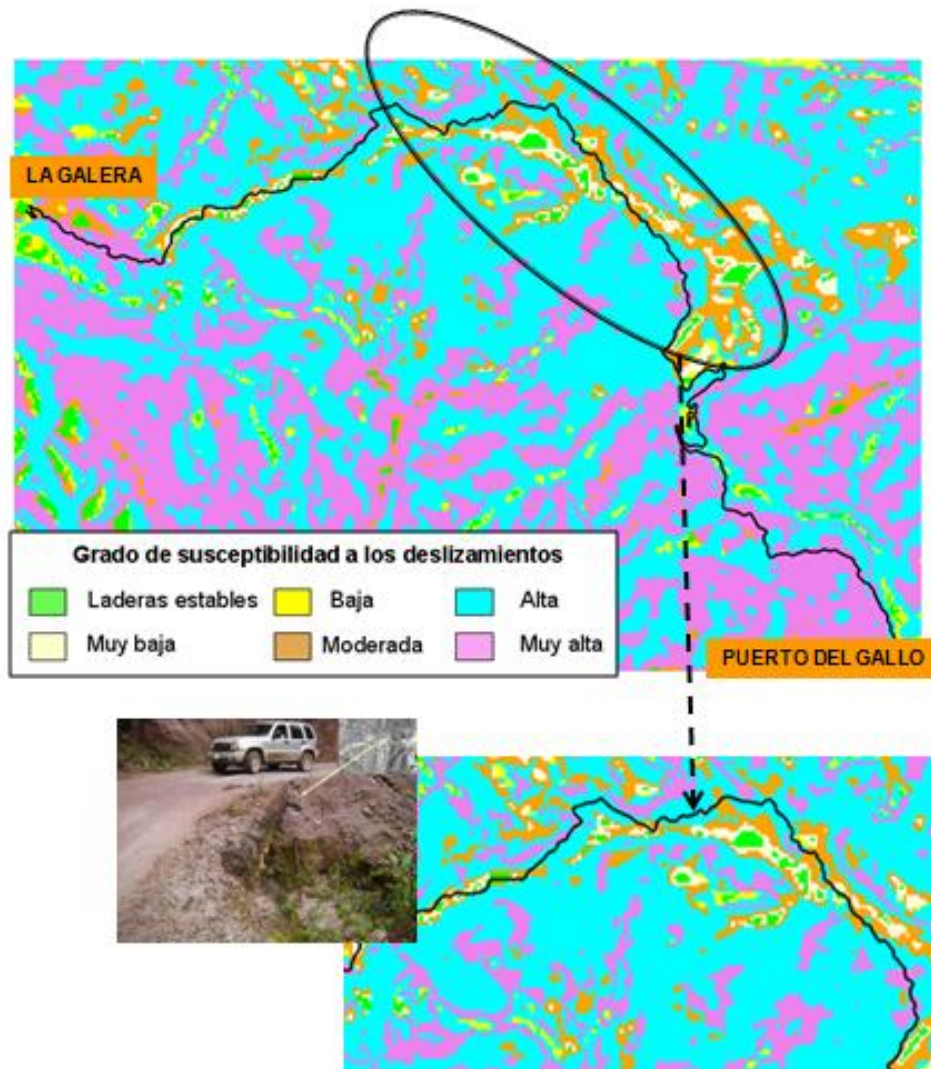 LA GALERA
Grado de susceptibilidad a los deslizamientos
Laderas estables
Baja
Alta
Muy baja
Moderada
Muy alta
PUERTO DEL GALLO